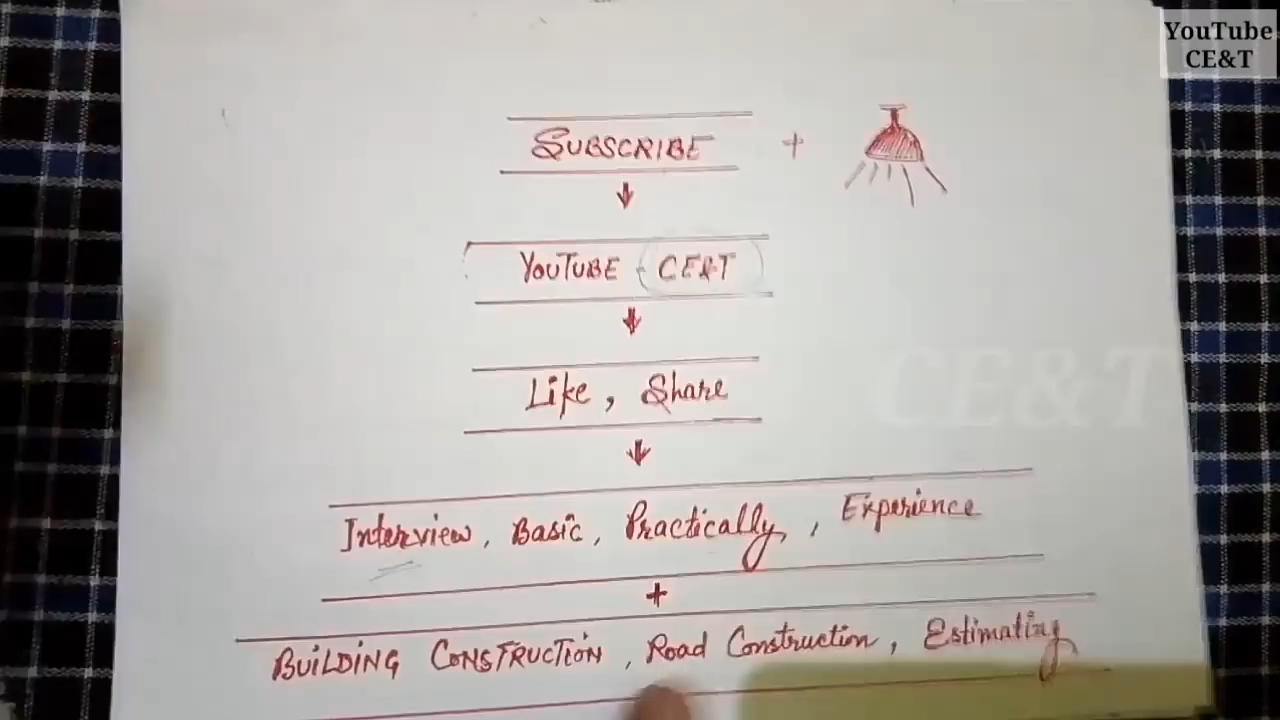 YouTube
CE&T
SUBSCRIBE +
YOUTUBE - CE&T
Like, Share
CE&T
Interview, Basic, Practically, , Experience
+
BUILDING CONSTRUCTION, Road Construction, Estimating